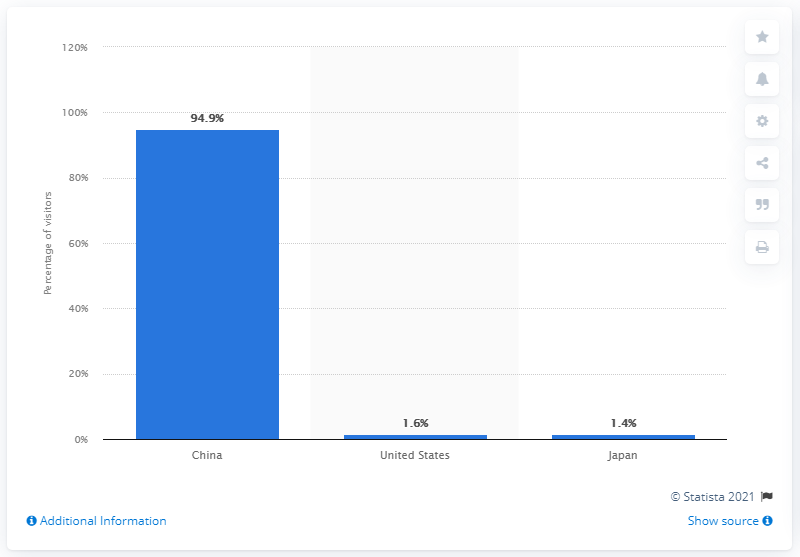 120%
100%
80%
60%
40%
20%
0%
Percentage of visitors
94.9%
1.6%
1.4%
China
United States
Japan
© Statista 2021
Additional Information
Show source